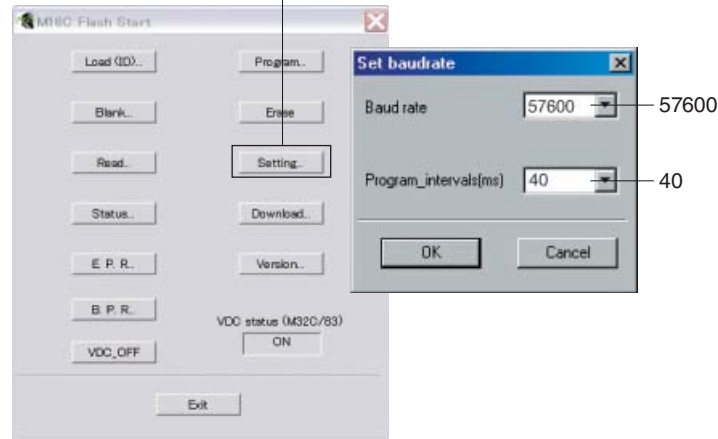 M16C Flash Start
Load (ID)...
Program...
Blank...
Erase
Read...
Setting...
Status...
Download...
E. P. R...
Version...
B. P. R...
VDC status (M32C/83)
ON
VDC_OFF
Exit
Set baudrate
Baud rate
57600
57600
Program_intervals(ms)
40
40
OK
Cancel